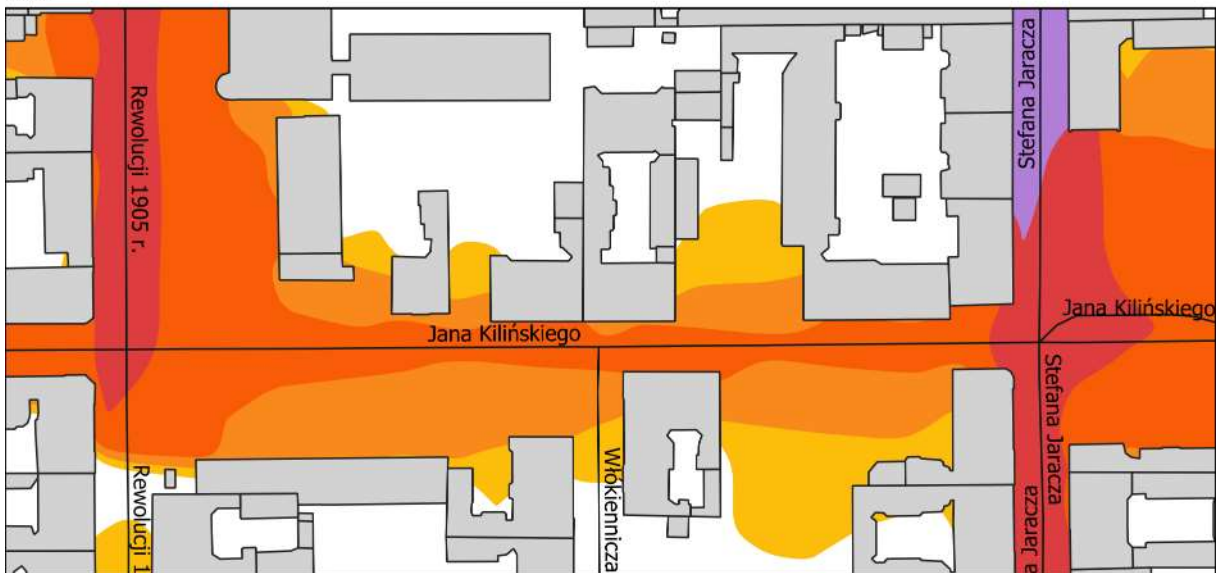 Rewolucji 1905 r.
Stefana Jaracza
Jana Kilińskiego
Jana Kilińskiego
Rewolucji 1
Włókiennicza
Stefana Jaracza
a Jaracza